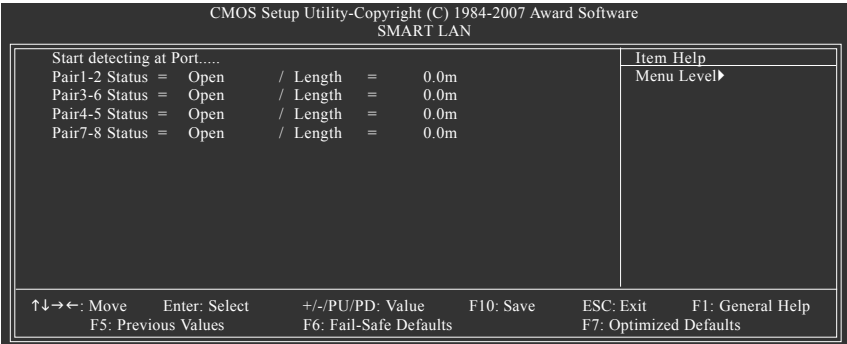 CMOS Setup Utility-Copyright (C) 1984-2007 Award Software
SMART LAN
Start detecting at Port.....
Pair1-2 Status = Open / Length = 0.0m
Pair3-6 Status = Open / Length = 0.0m
Pair4-5 Status = Open / Length = 0.0m
Pair7-8 Status = Open / Length = 0.0m
Item Help
Menu Level▶
↑↓→←: Move Enter: Select +/-/PU/PD: Value F10: Save ESC: Exit F1: General Help
F5: Previous Values F6: Fail-Safe Defaults F7: Optimized Defaults